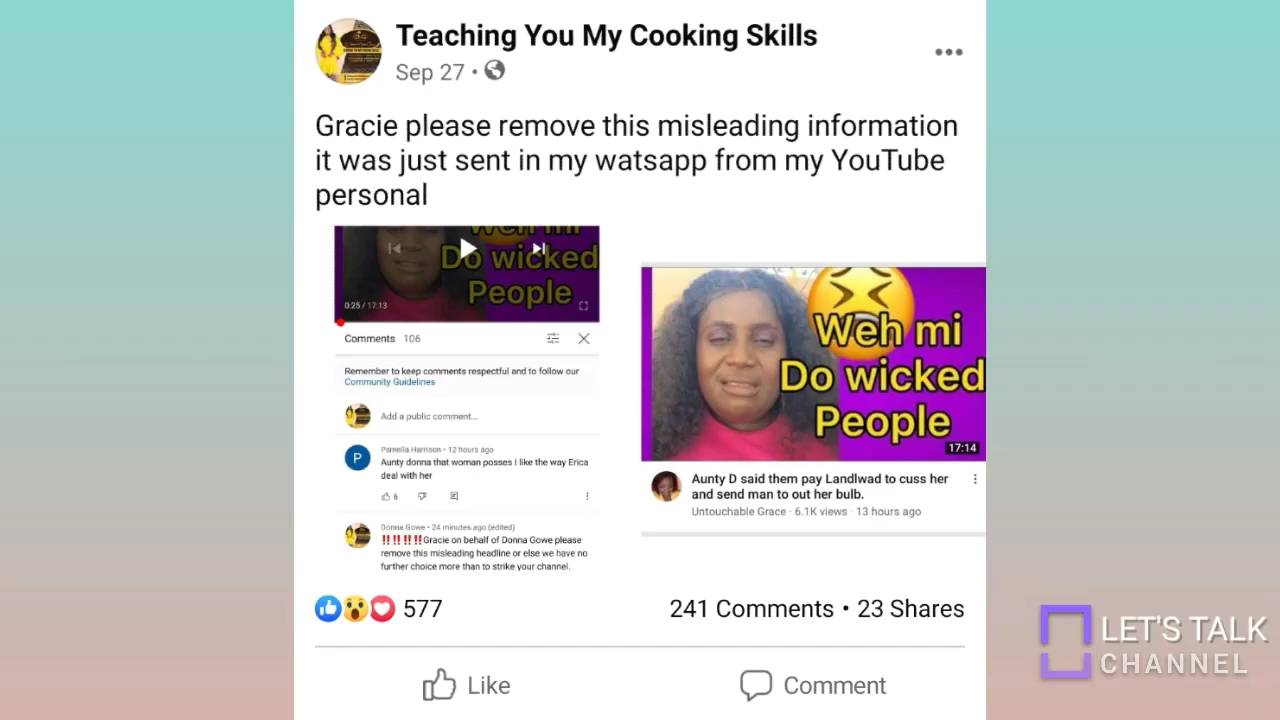 Teaching You My Cooking Skills
Sep 27 •
Gracie please remove this misleading information
it was just sent in my watsapp from my YouTube
personal
Weh mi
Do wicked
People
0:25 / 17:13
Comments 106
Remember to keep comments respectful and to follow our
Community Guidelines
Add a public comment...
P
Pamella Harrison • 12 hours ago
Aunty donna that woman posses I like the way Erica
deal with her
6
Donna Gowe • 24 minutes ago (edited)
‼️‼️‼️‼️Gracie on behalf of Donna Gowe please
remove this misleading headline or else we have no
further choice more than to strike your channel.
Weh mi
Do wicked
People
17:14
Aunty D said them pay Landlwad to cuss her
and send man to out her bulb.
Untouchable Grace · 6.1K views · 13 hours ago
577
241 Comments • 23 Shares
Like
Comment
LET'S TALK
CHANNEL